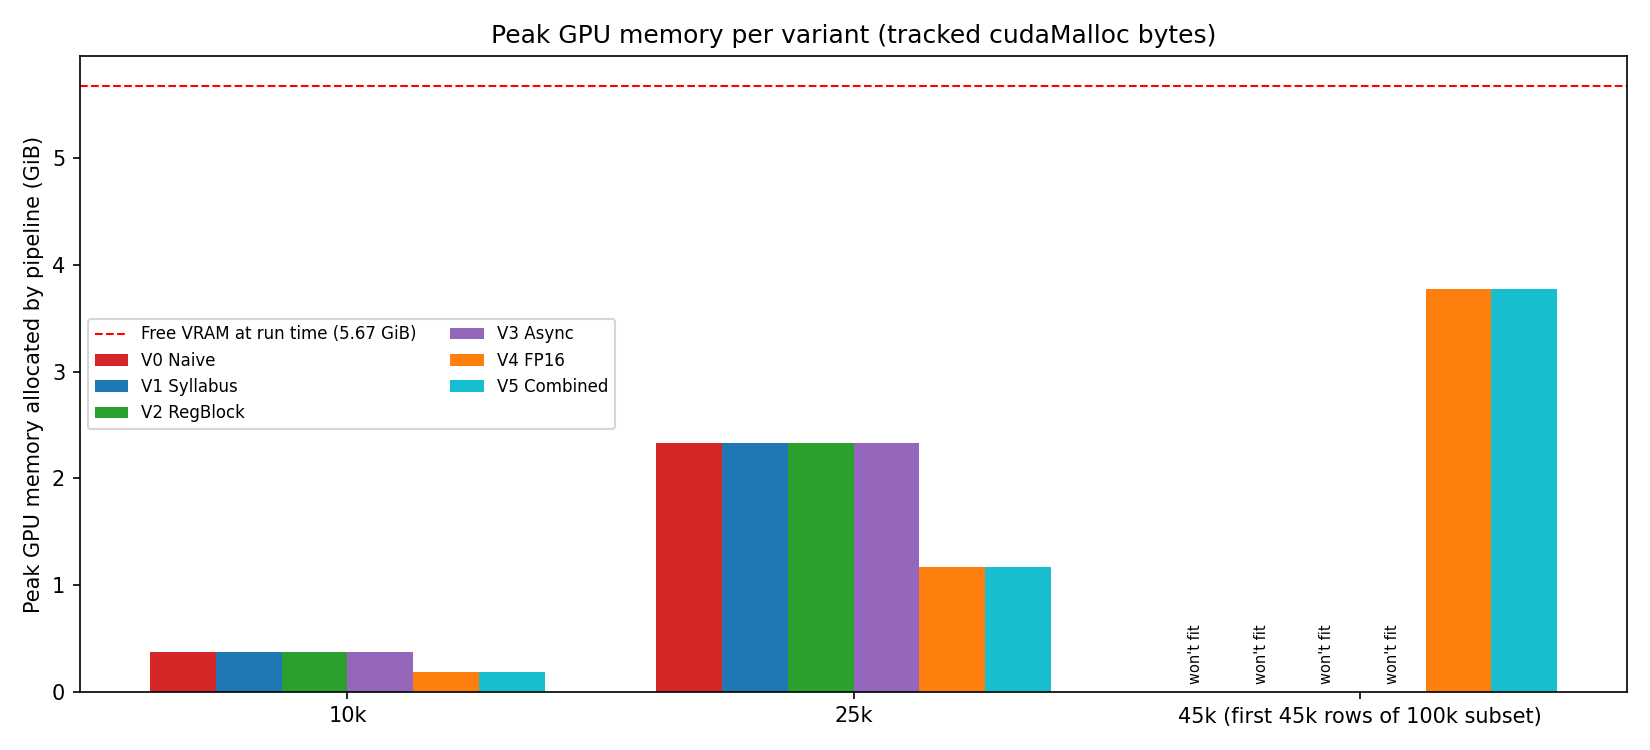 Peak GPU memory per variant (tracked cudaMalloc bytes)
Peak GPU memory allocated by pipeline (GiB)
5
4
3
2
1
0
Free VRAM at run time (5.67 GiB)
V0 Naive
V1 Syllabus
V2 RegBlock
V3 Async
V4 FP16
V5 Combined
won't fit
won't fit
won't fit
won't fit
10k
25k
45k (first 45k rows of 100k subset)